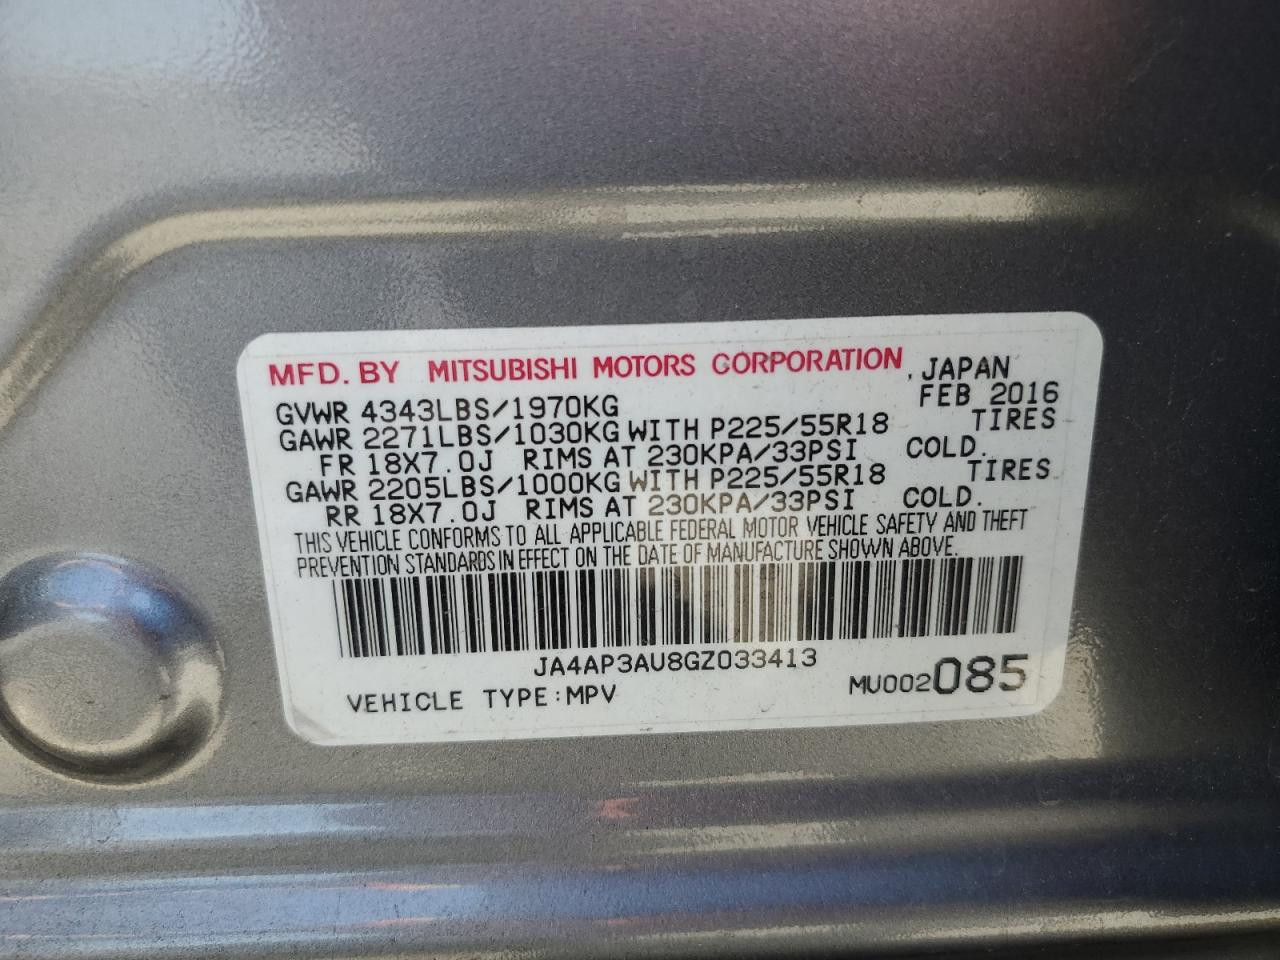 MFD. BY MITSUBISHI MOTORS CORPORATION, JAPAN
FEB 2016
GVWR 4343LBS/1970KG
GAWR 2271LBS/1030KG WITH P225/55R18 TIRES
FR 18X7.0J RIMS AT 230KPA/33PSI COLD.
GAWR 2205LBS/1000KG WITH P225/55R18 TIRES
RR 18X7.0J RIMS AT 230KPA/33PSI COLD.
THIS VEHICLE CONFORMS TO ALL APPLICABLE FEDERAL MOTOR VEHICLE SAFETY AND THEFT
PREVENTION STANDARDS IN EFFECT ON THE DATE OF MANUFACTURE SHOWN ABOVE.
JA4AP3AU8GZ033413
VEHICLE TYPE:MPV MU002085